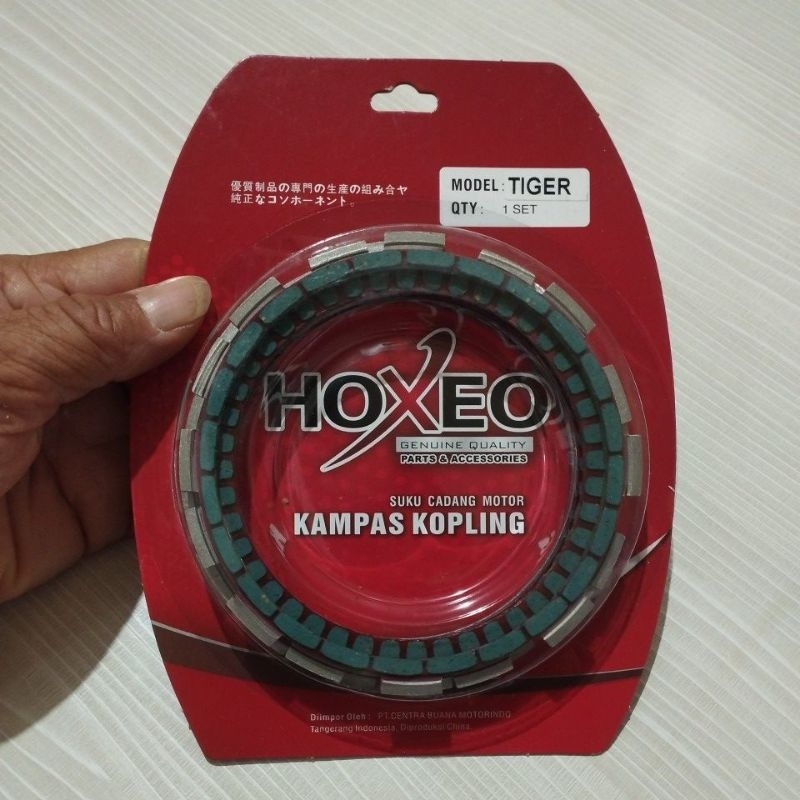 優質制品の専門の生産の組み合ヤ
純正なコソホーネント。
MODEL: TIGER
QTY: 1 SET
HOXEO
GENUINE QUALITY
PARTS & ACCESSORIES
SUKU CADANG MOTOR
KAMPAS KOPLING
Diimpor Oleh : PT.CENTRA BUANA MOTORINDO
Tangerang Indonesia, Diproduksi China.